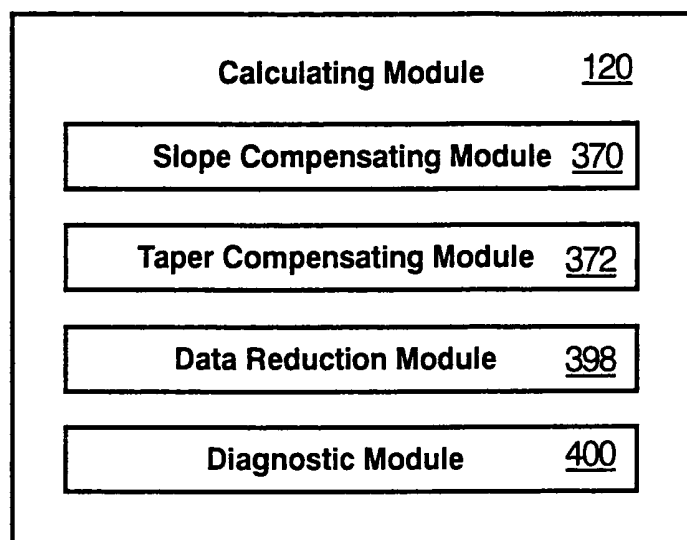 Calculating Module 120
Slope Compensating Module 370
Taper Compensating Module 372
Data Reduction Module 398
Diagnostic Module 400